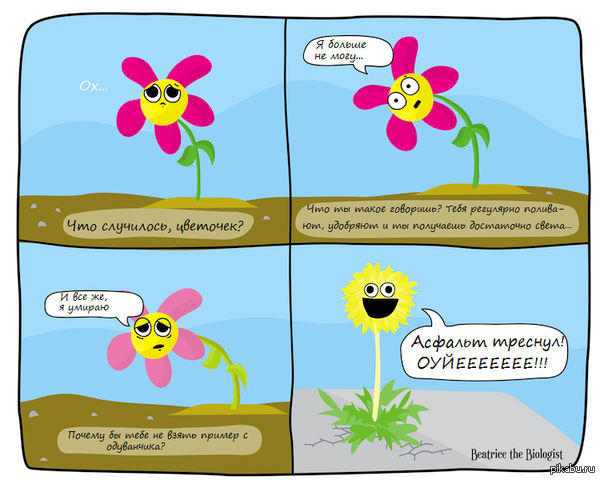 Ох...
Что случилось, цветочек?
Я больше
не могу...
Что ты такое говоришь? Тебя регулярно полива-
ют, удобряют и ты получаешь достаточно света...
И все же,
я умираю
Почему бы тебе не взять пример с
одуванчика?
Асфальт треснул!
ОУЙЕЕЕЕЕЕЕ!!!
Beatrice the Biologist
pikabu.ru